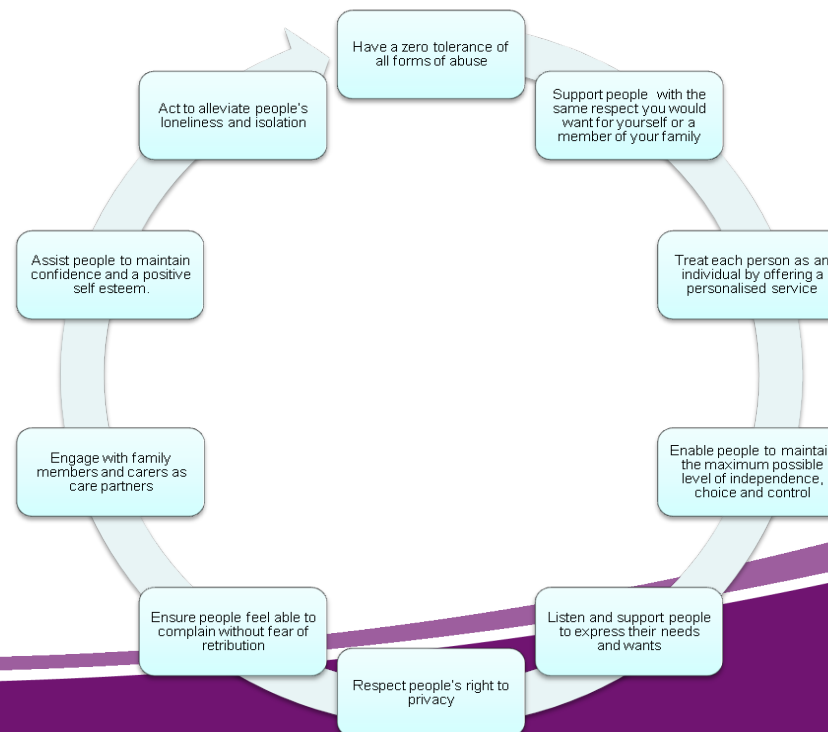 Have a zero tolerance of
all forms of abuse
Support people with the
same respect you would
want for yourself or a
member of your family
Treat each person as an
individual by offering a
personalised service
Enable people to maintai
the maximum possible
level of independence,
choice and control
Listen and support people
to express their needs
and wants
Respect people's right to
privacy
Ensure people feel able to
complain without fear of
retribution
Engage with family
members and carers as
care partners
Assist people to maintain
confidence and a positive
self esteem.
Act to alleviate people's
loneliness and isolation